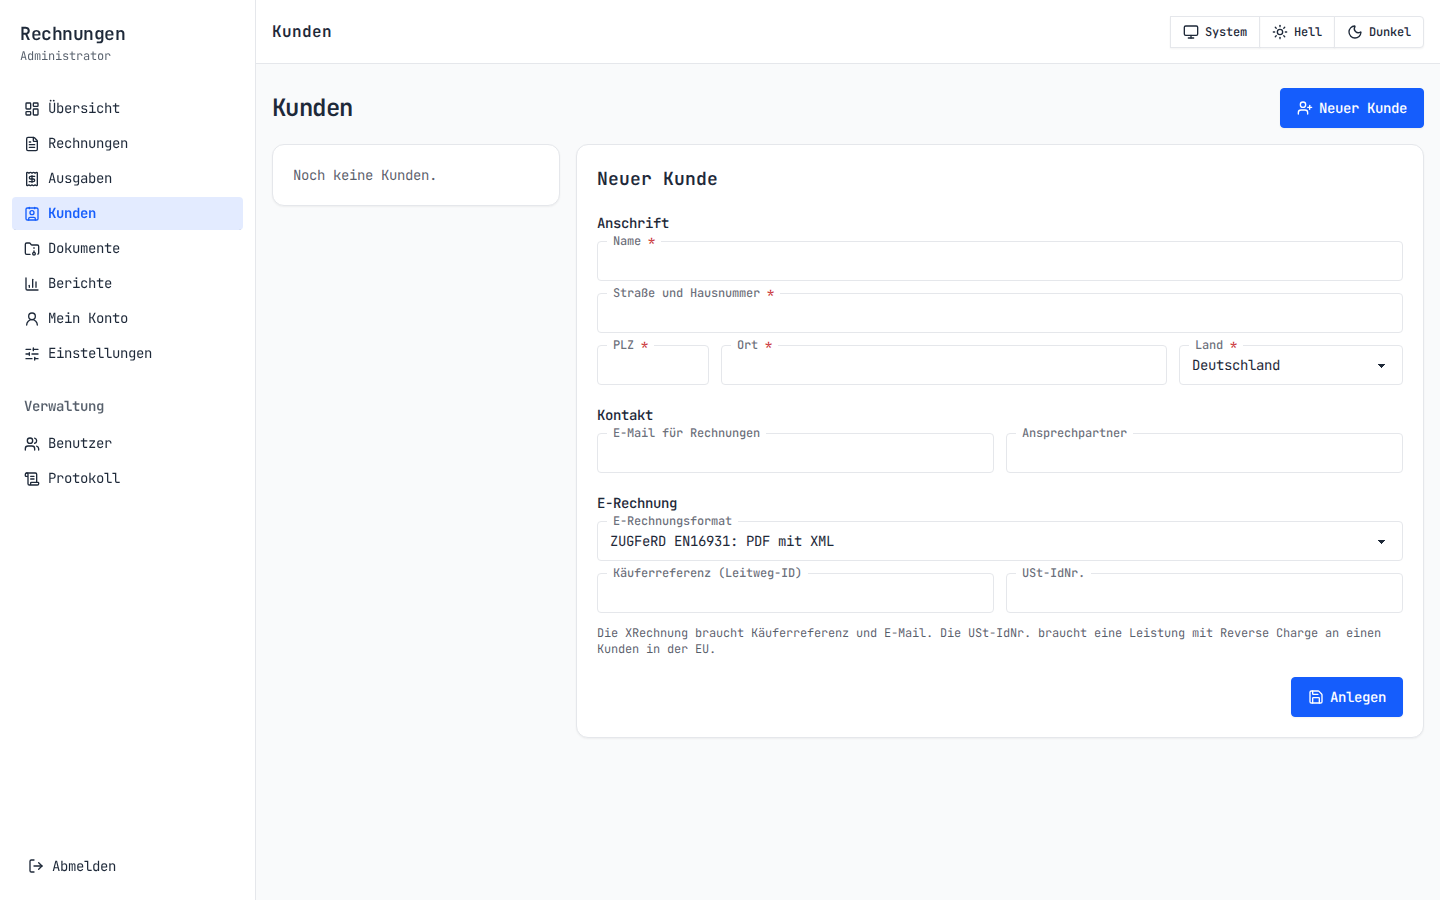 Rechnungen
Administrator
Übersicht
Rechnungen
Ausgaben
Kunden
Dokumente
Berichte
Mein Konto
Einstellungen
Verwaltung
Benutzer
Protokoll
Abmelden
Kunden
System
Hell
Dunkel
Kunden
Neuer Kunde
Noch keine Kunden.
Neuer Kunde
Anschrift
Name *
Straße und Hausnummer *
PLZ *
Ort *
Land *
Deutschland
Kontakt
E-Mail für Rechnungen
Ansprechpartner
E-Rechnung
E-Rechnungsformat
ZUGFeRD EN16931: PDF mit XML
Käuferreferenz (Leitweg-ID)
USt-IdNr.
Die XRechnung braucht Käuferreferenz und E-Mail. Die USt-IdNr. braucht eine Leistung mit Reverse Charge an einen
Kunden in der EU.
Anlegen